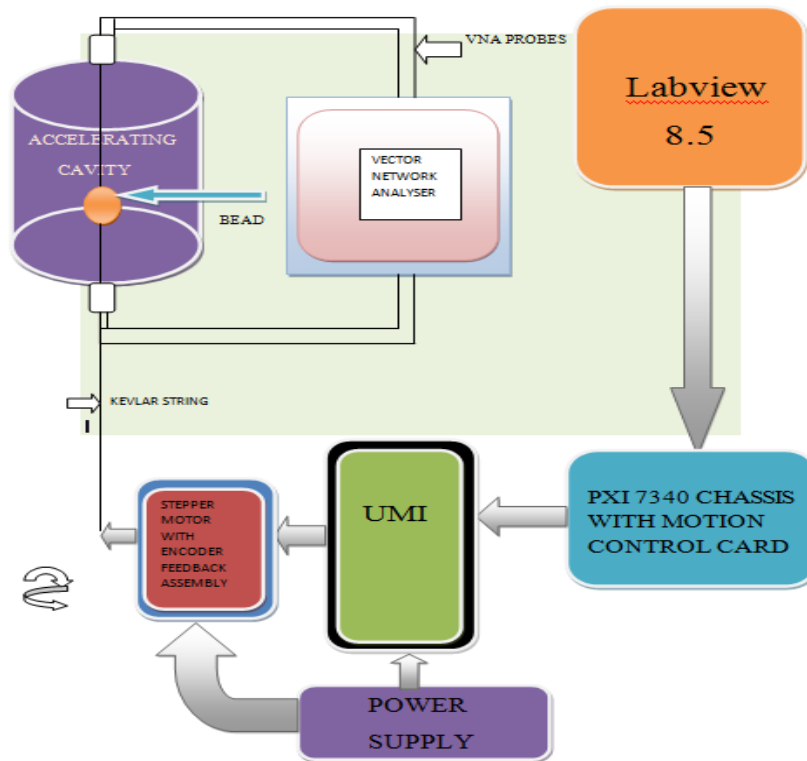 VNA PROBES
Labview
8.5
ACCELERATING
CAVITY
VECTOR
NETWORK
ANALYSER
BEAD
KEVLAR STRING
I
STEPPER
MOTOR
WITH
ENCODER
FEEDBACK
ASSEMBLY
UMI
PXI 7340 CHASSIS
WITH MOTION
CONTROL CARD
POWER
SUPPLY